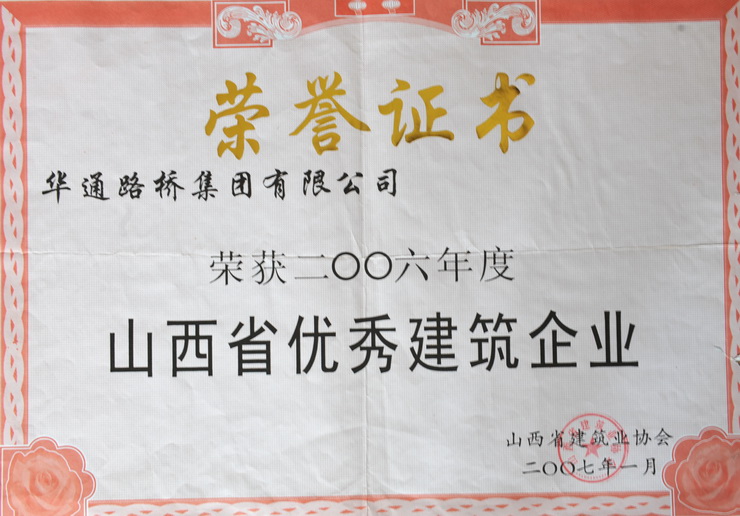 荣誉证书
华通路桥集团有限公司
荣获二〇〇六年度
山西省优秀建筑企业
山西省建筑业协会
二〇〇七年一月